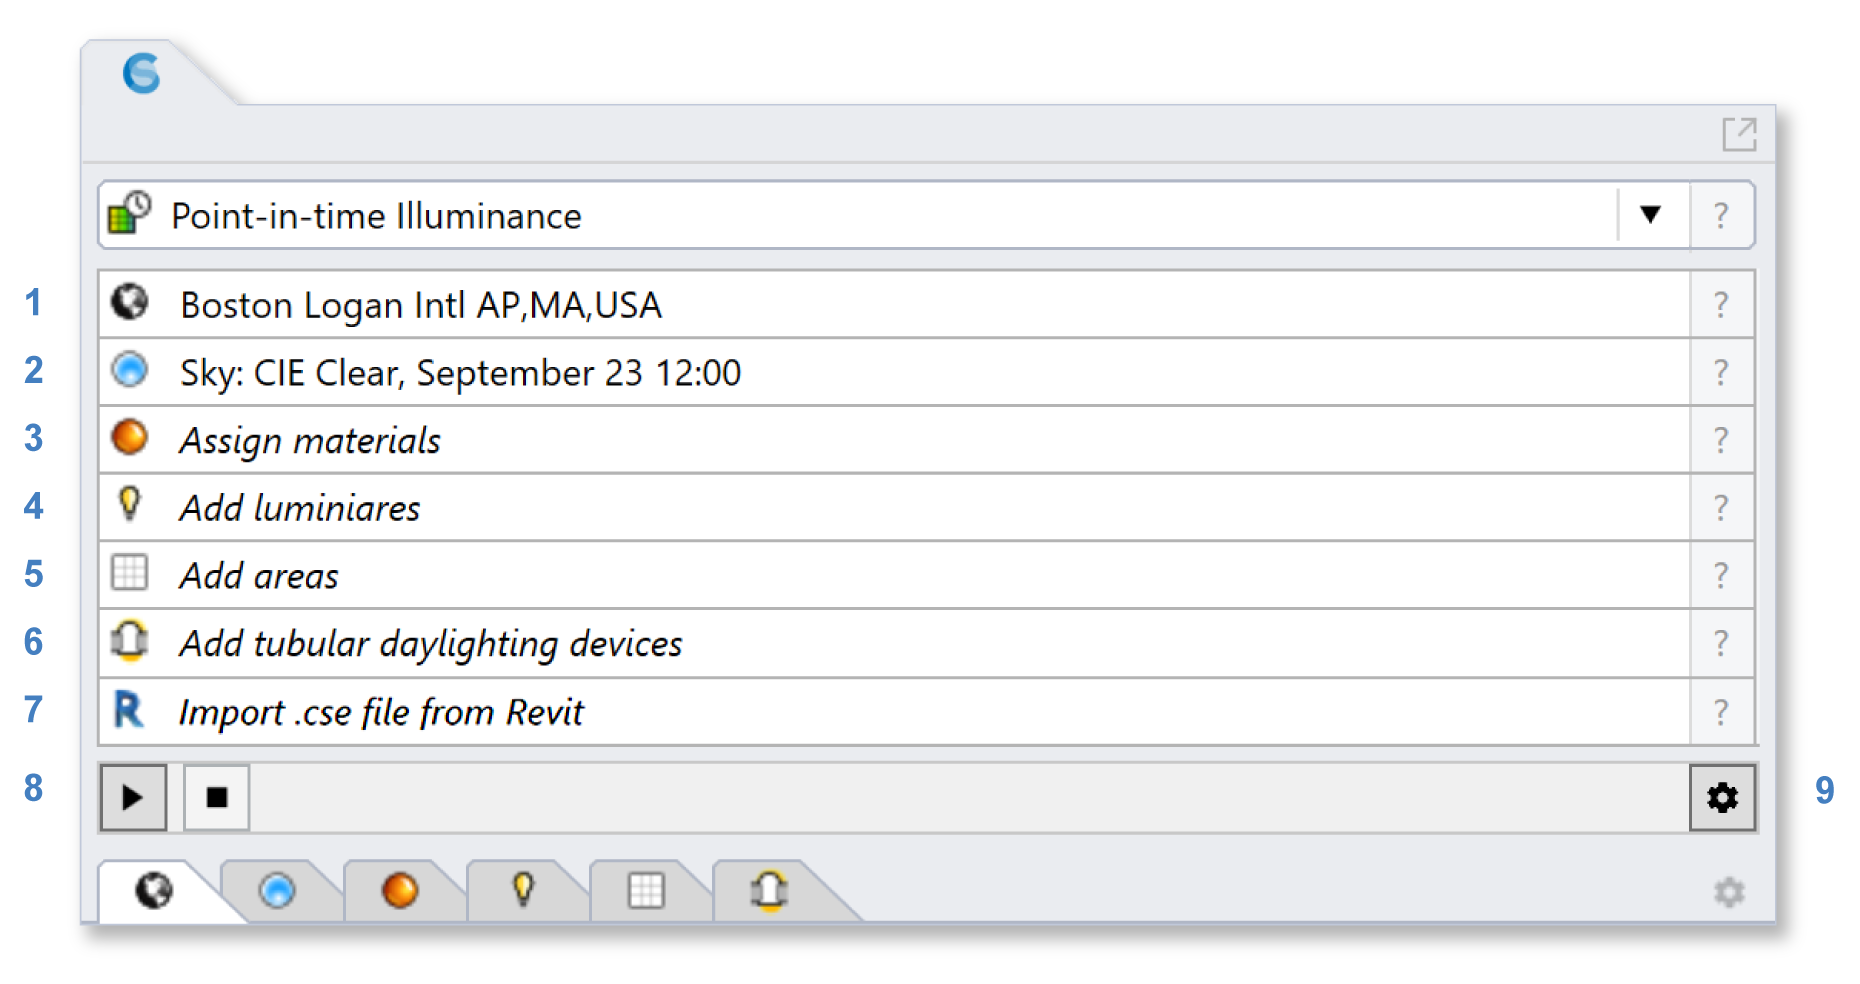 Point-in-time Illuminance ?
1 Boston Logan Intl AP,MA,USA ?
2 Sky: CIE Clear, September 23 12:00 ?
3 Assign materials ?
4 Add luminiares ?
5 Add areas ?
6 Add tubular daylighting devices ?
7 R Import .cse file from Revit ?
8 9